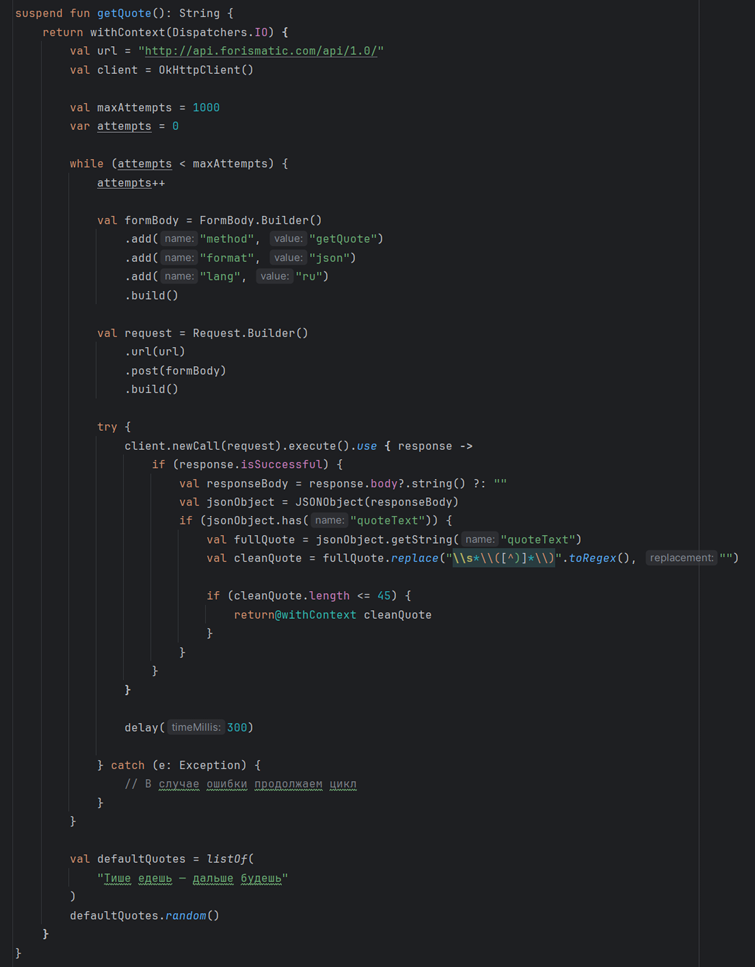 suspend fun getQuote(): String {
    return withContext(Dispatchers.IO) {
        val url = "http://api.forismatic.com/api/1.0/"
        val client = OkHttpClient()

        val maxAttempts = 1000
        var attempts = 0

        while (attempts < maxAttempts) {
            attempts++

            val formBody = FormBody.Builder()
                .add( name: "method", value: "getQuote")
                .add( name: "format", value: "json")
                .add( name: "lang", value: "ru")
                .build()

            val request = Request.Builder()
                .url(url)
                .post(formBody)
                .build()

            try {
                client.newCall(request).execute().use { response ->
                    if (response.isSuccessful) {
                        val responseBody = response.body?.string() ?: ""
                        val jsonObject = JSONObject(responseBody)
                        if (jsonObject.has( name: "quoteText")) {
                            val fullQuote = jsonObject.getString( name: "quoteText")
                            val cleanQuote = fullQuote.replace("\\s*\\([^)]*\\)".toRegex(), replacement: "")

                            if (cleanQuote.length <= 45) {
                                return@withContext cleanQuote
                            }
                        }
                    }
                }

                delay( timeMillis: 300)

            } catch (e: Exception) {
                // В случае ошибки продолжаем цикл
            }
        }

        val defaultQuotes = listOf(
            "Тише едешь — дальше будешь"
        )
        defaultQuotes.random()
    }
}